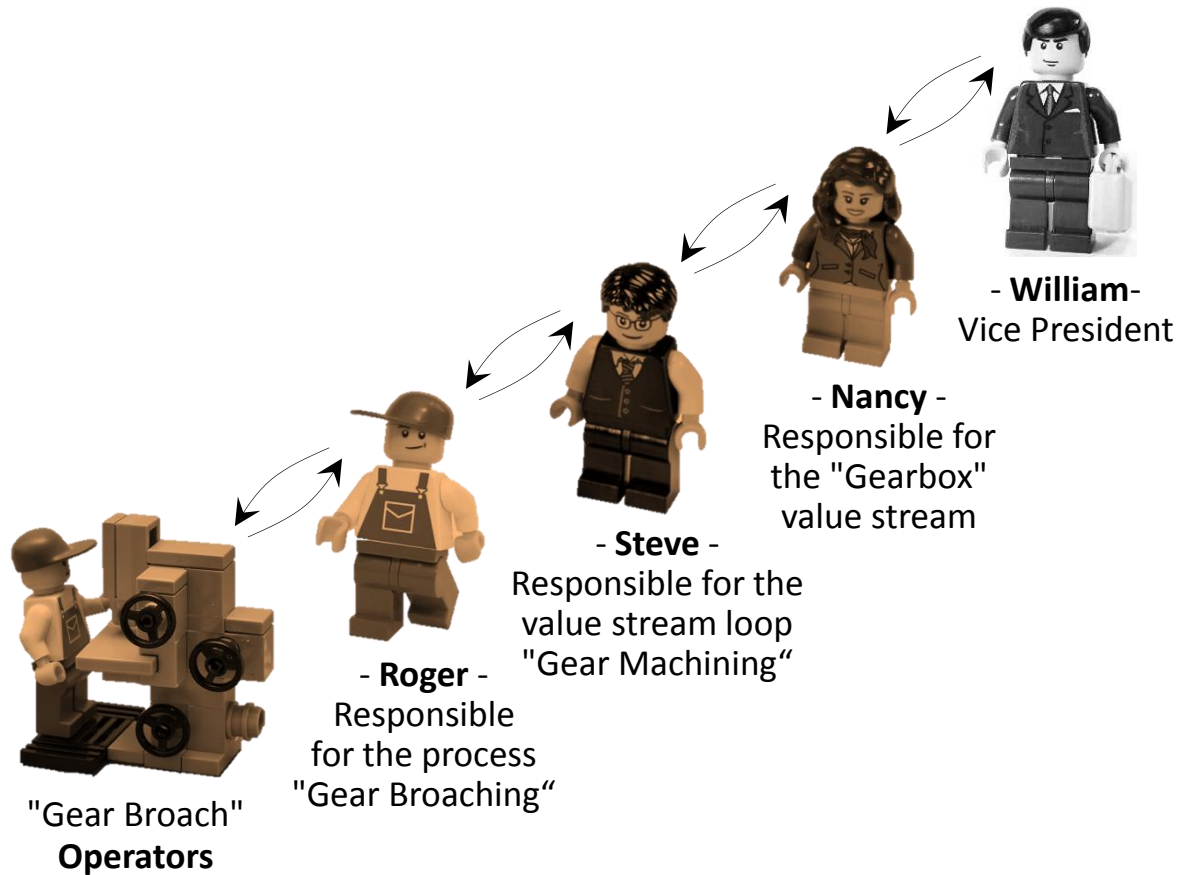 - William-
Vice President
- Nancy -
Responsible for
the "Gearbox"
value stream
- Steve -
Responsible for the
value stream loop
"Gear Machining“
- Roger -
Responsible
for the process
"Gear Broaching“
"Gear Broach"
Operators